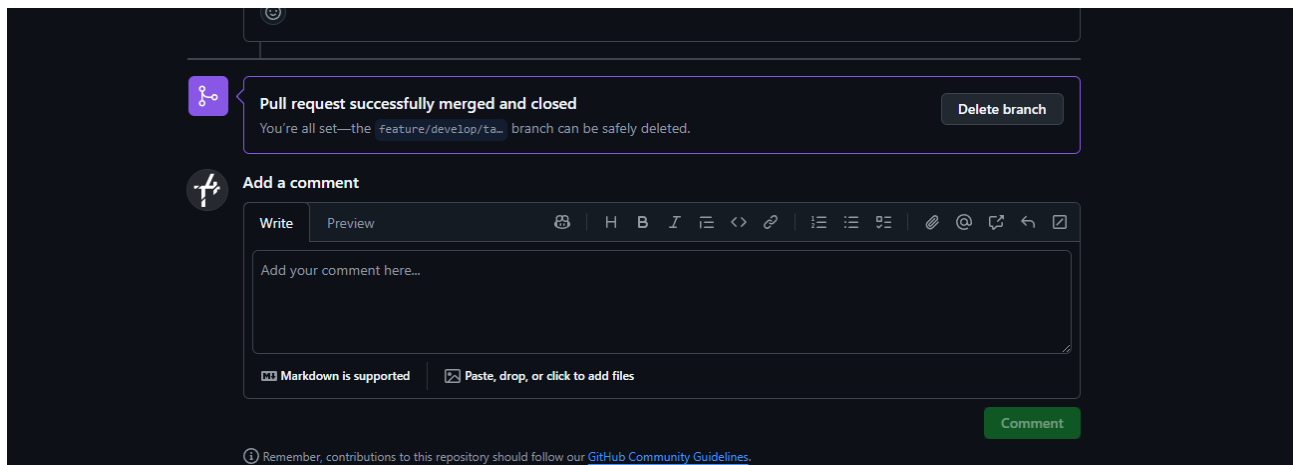 Pull request successfully merged and closed
Delete branch
You're all set—the feature/develop/ta… branch can be safely deleted.
Add a comment
Write Preview
Add your comment here...
Markdown is supported
Paste, drop, or click to add files
Comment
Remember, contributions to this repository should follow our GitHub Community Guidelines.